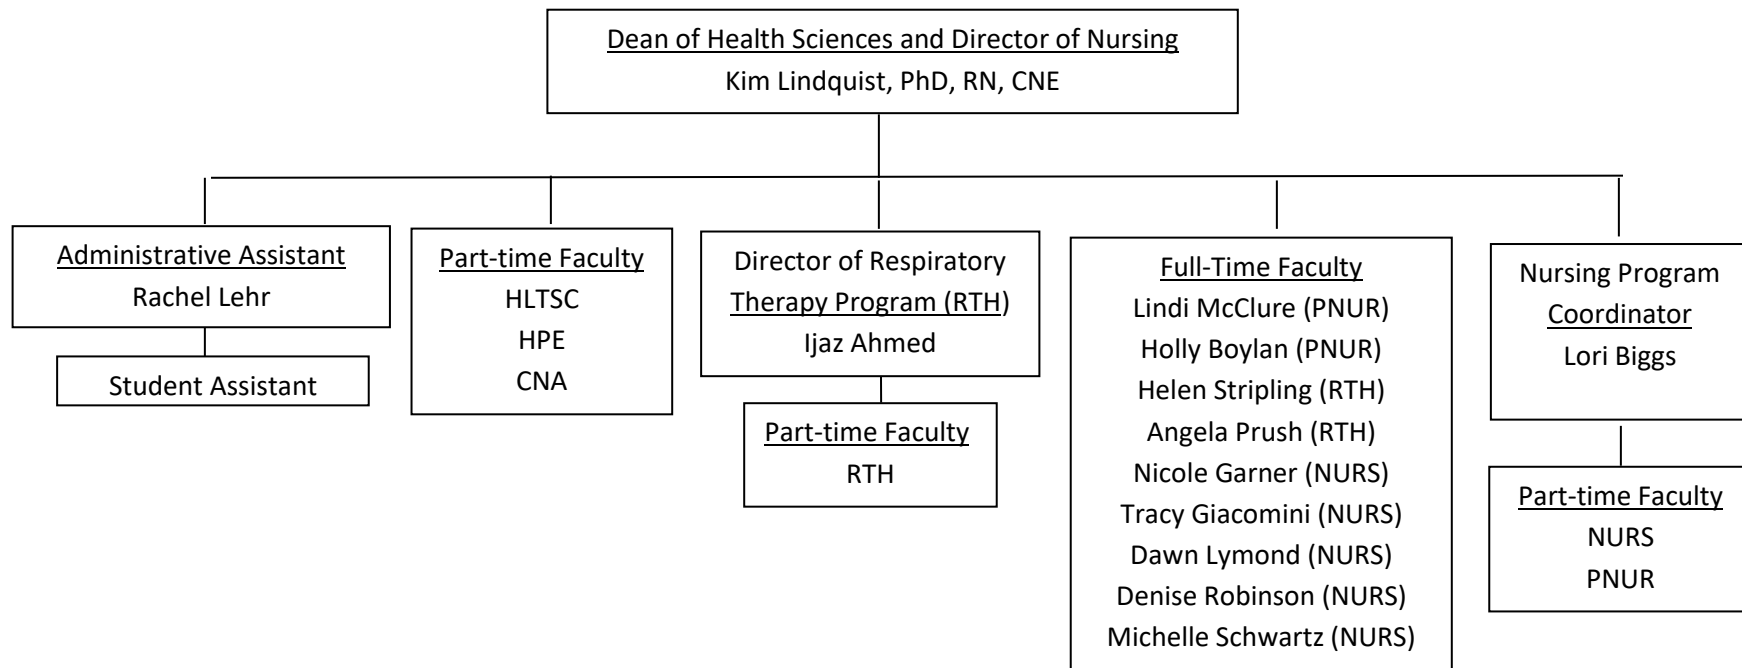 Dean of Health Sciences and Director of Nursing
Kim Lindquist, PhD, RN, CNE
Administrative Assistant
Rachel Lehr
Student Assistant
Part-time Faculty
HLTSC
HPE
CNA
Director of Respiratory
Therapy Program (RTH)
Ijaz Ahmed
Part-time Faculty
RTH
Full-Time Faculty
Lindi McClure (PNUR)
Holly Boylan (PNUR)
Helen Stripling (RTH)
Angela Prush (RTH)
Nicole Garner (NURS)
Tracy Giacomini (NURS)
Dawn Lymond (NURS)
Denise Robinson (NURS)
Michelle Schwartz (NURS)
Nursing Program
Coordinator
Lori Biggs
Part-time Faculty
NURS
PNUR